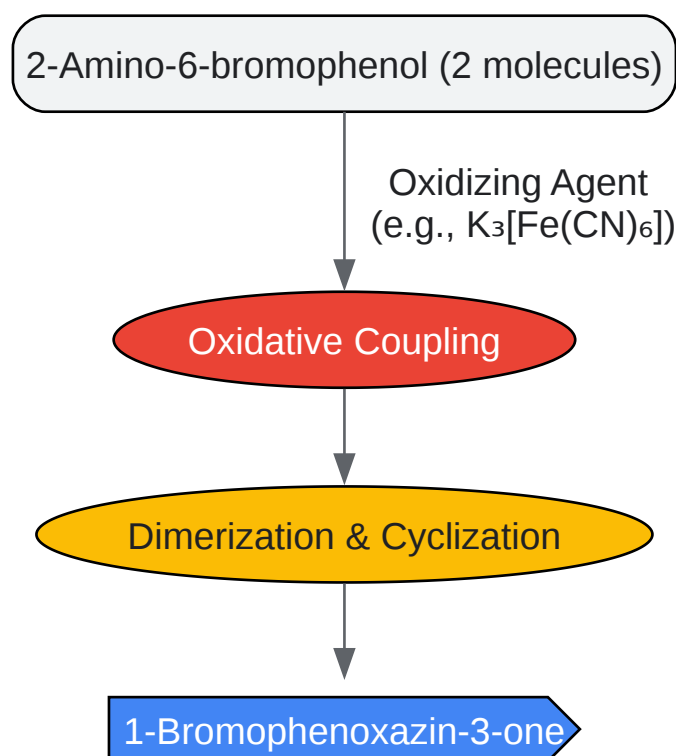 2-Amino-6-bromophenol (2 molecules)
Oxidizing Agent
(e.g., K₃[Fe(CN)₆])
Oxidative Coupling
Dimerization & Cyclization
1-Bromophenoxazin-3-one